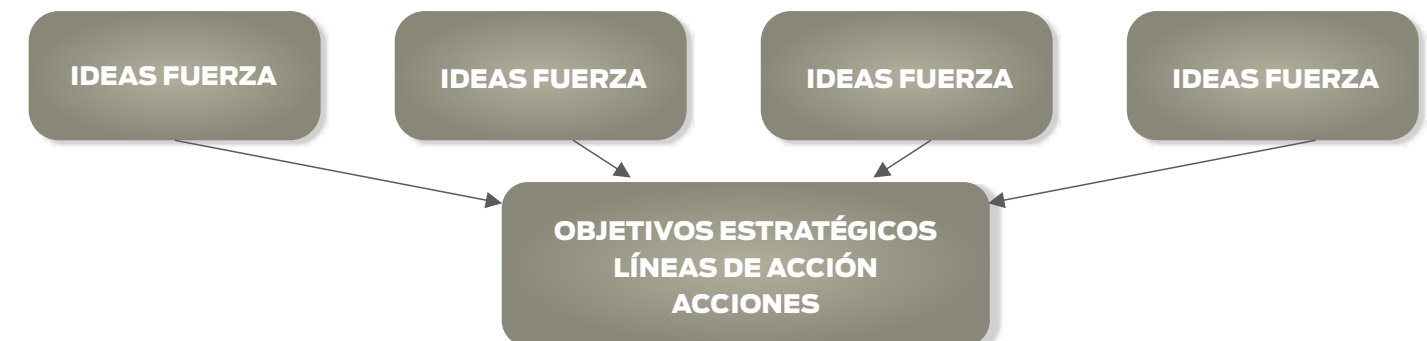 IDEAS FUERZA
IDEAS FUERZA
IDEAS FUERZA
IDEAS FUERZA
OBJETIVOS ESTRATÉGICOS
LÍNEAS DE ACCIÓN
ACCIONES